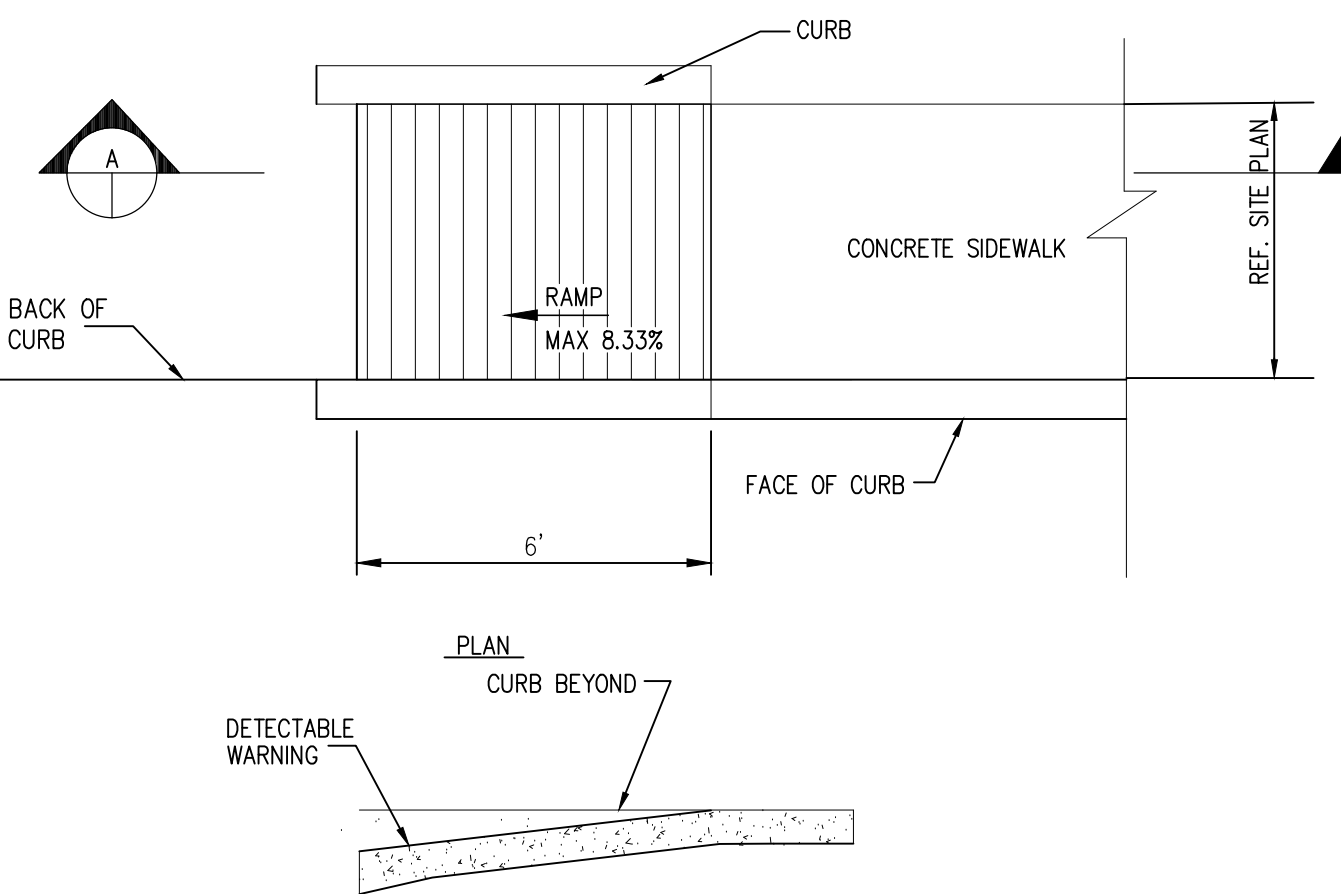 CURB
A
REF. SITE PLAN
CONCRETE SIDEWALK
BACK OF
CURB
RAMP
MAX 8.33%
FACE OF CURB
6'
PLAN
CURB BEYOND
DETECTABLE
WARNING